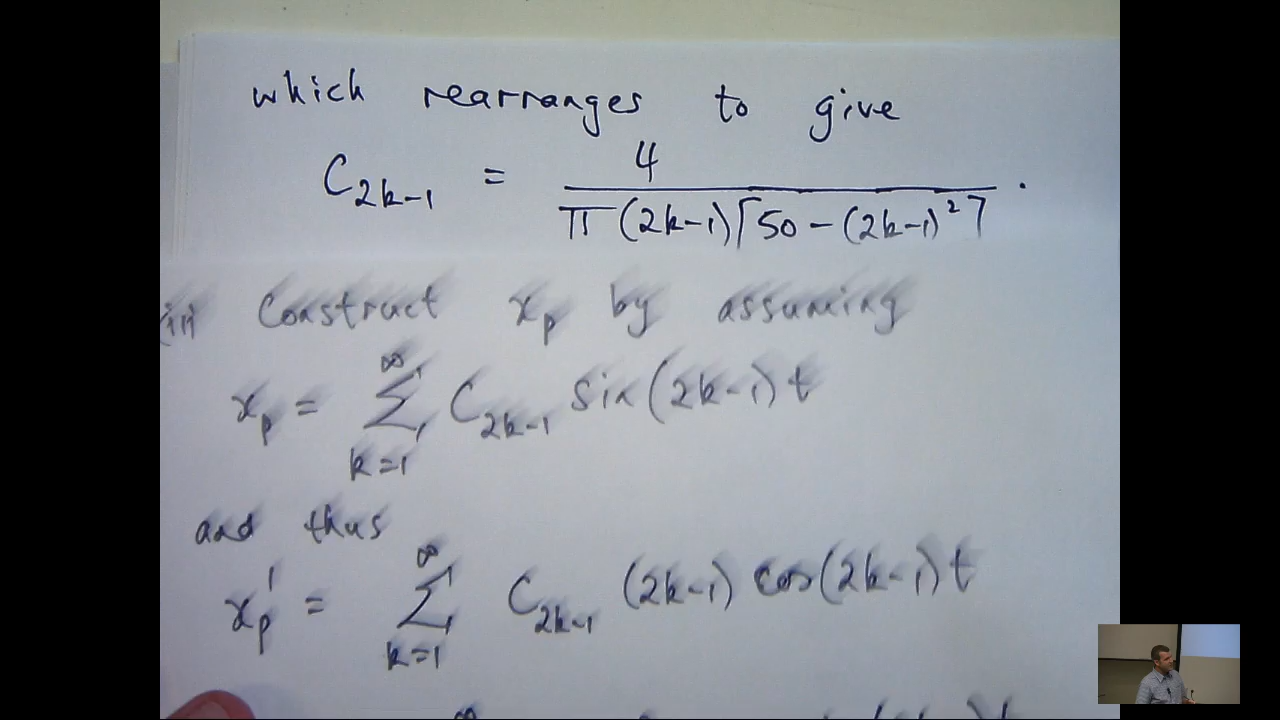 which rearranges to give
C_{2k-1} = 4 / π(2k-1)[50-(2k-1)²].
(ii) Construct x_p by assuming
x_p = Σ_{k=1}^{∞} C_{2k-1} sin(2k-1)t
and thus
x_p' = Σ_{k=1}^{∞} C_{2k-1} (2k-1) cos(2k-1)t